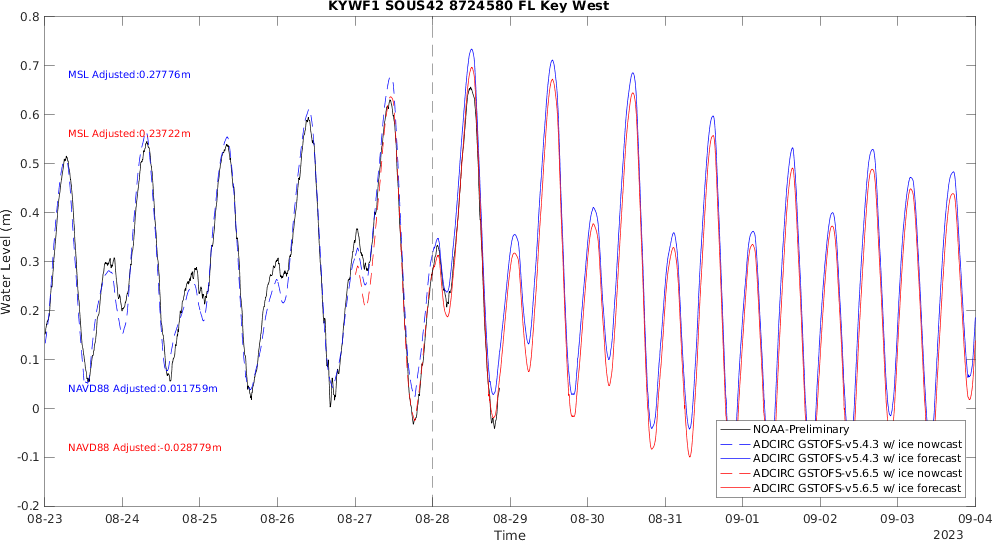 KYWF1 SOUS42 8724580 FL Key West
0.8
0.7
0.6
0.5
0.4
0.3
0.2
0.1
0
-0.1
-0.2
Water Level (m)
MSL Adjusted:0.27776m
MSL Adjusted:0.23722m
NAVD88 Adjusted:0.011759m
NAVD88 Adjusted:-0.028779m
NOAA-Preliminary
ADCIRC GSTOFS-v5.4.3 w/ ice nowcast
ADCIRC GSTOFS-v5.4.3 w/ ice forecast
ADCIRC GSTOFS-v5.6.5 w/ ice nowcast
ADCIRC GSTOFS-v5.6.5 w/ ice forecast
08-23 08-24 08-25 08-26 08-27 08-28 08-29 08-30 08-31 09-01 09-02 09-03 09-04
Time
2023